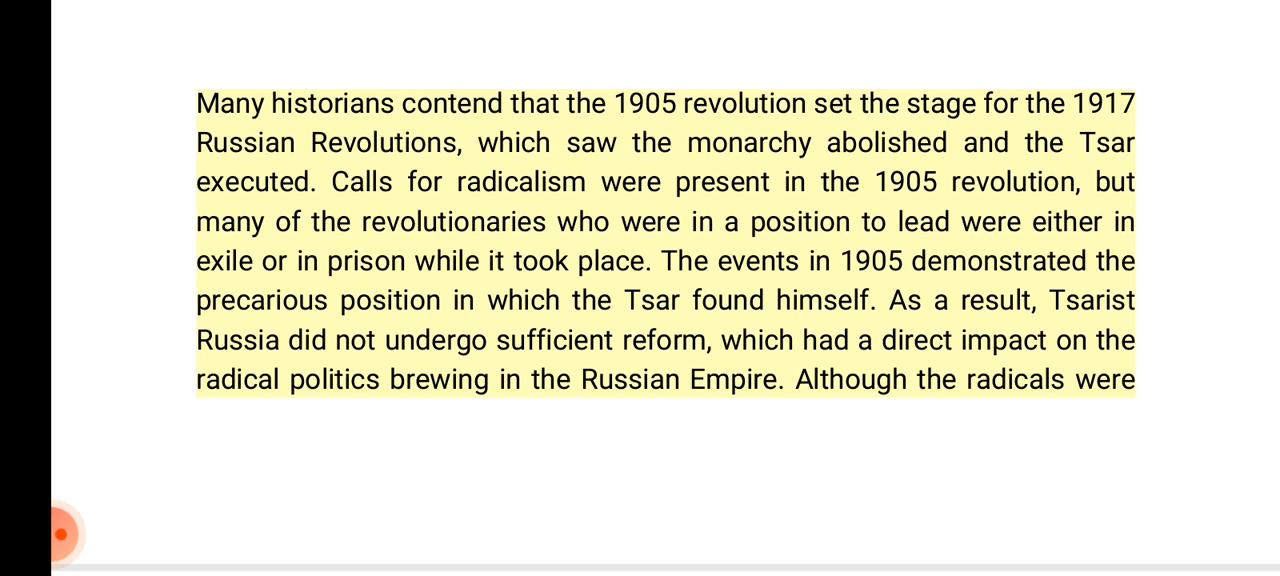 Many historians contend that the 1905 revolution set the stage for the 1917
Russian Revolutions, which saw the monarchy abolished and the Tsar
executed. Calls for radicalism were present in the 1905 revolution, but
many of the revolutionaries who were in a position to lead were either in
exile or in prison while it took place. The events in 1905 demonstrated the
precarious position in which the Tsar found himself. As a result, Tsarist
Russia did not undergo sufficient reform, which had a direct impact on the
radical politics brewing in the Russian Empire. Although the radicals were